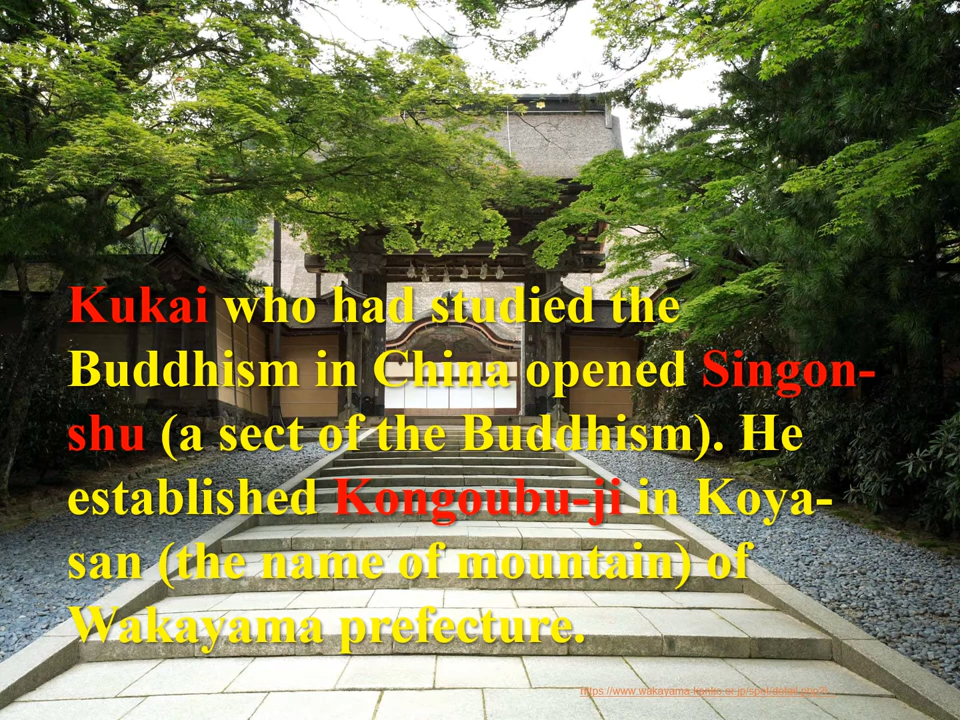 Kukai who had studied the
Buddhism in China opened Singon-
shu (a sect of the Buddhism). He
established Kongoubu-ji in Koya-
san (the name of mountain) of
Wakayama prefecture.